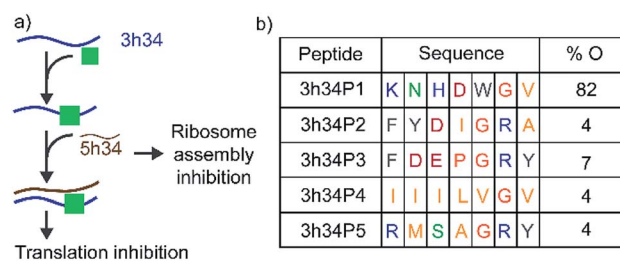 a)
3h34
5h34
Ribosome
assembly
inhibition
Translation inhibition
b)
Peptide Sequence % O
3h34P1 K N H D W G V 82
3h34P2 F Y D I G R A 4
3h34P3 F D E P G R Y 7
3h34P4 I I I L V G V 4
3h34P5 R M S A G R Y 4